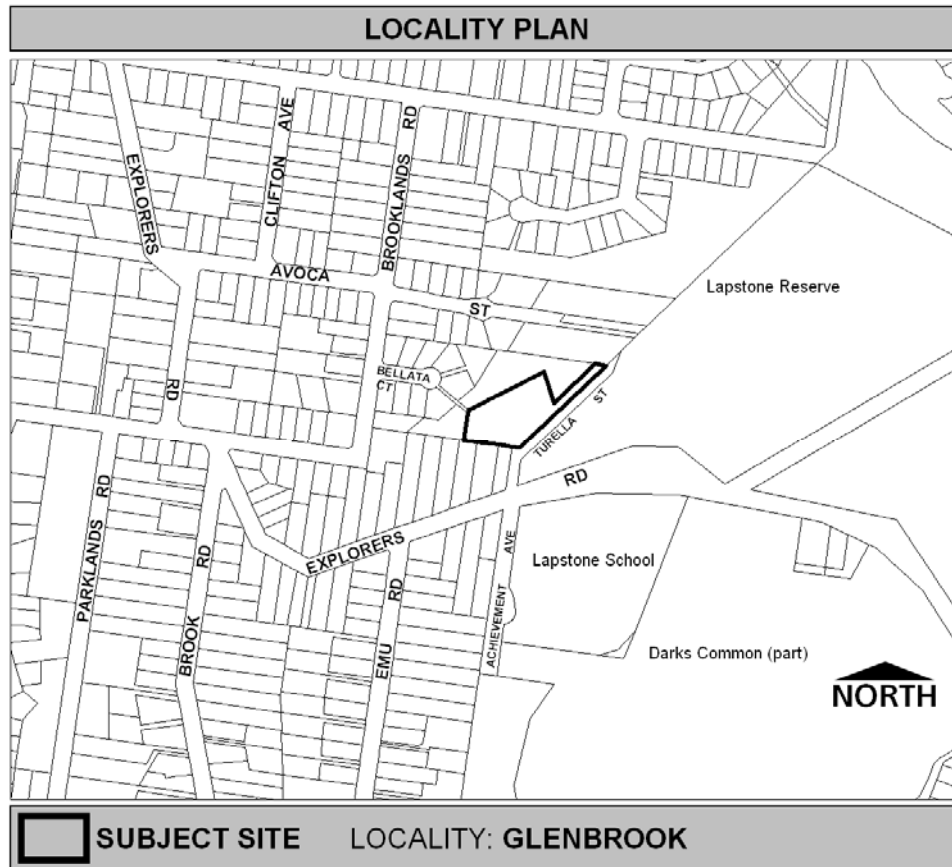 LOCALITY PLAN
EXPLORERS
CLIFTON AVE
BROOKLANDS RD
AVOCA
ST
Lapstone Reserve
BELLATA
CT
RD
TURELLA ST
RD
EXPLORERS
PARKLANDS RD
BROOK RD
EMU RD
ACHIEVEMENT AVE
Lapstone School
Darks Common (part)
NORTH
SUBJECT SITE LOCALITY: GLENBROOK